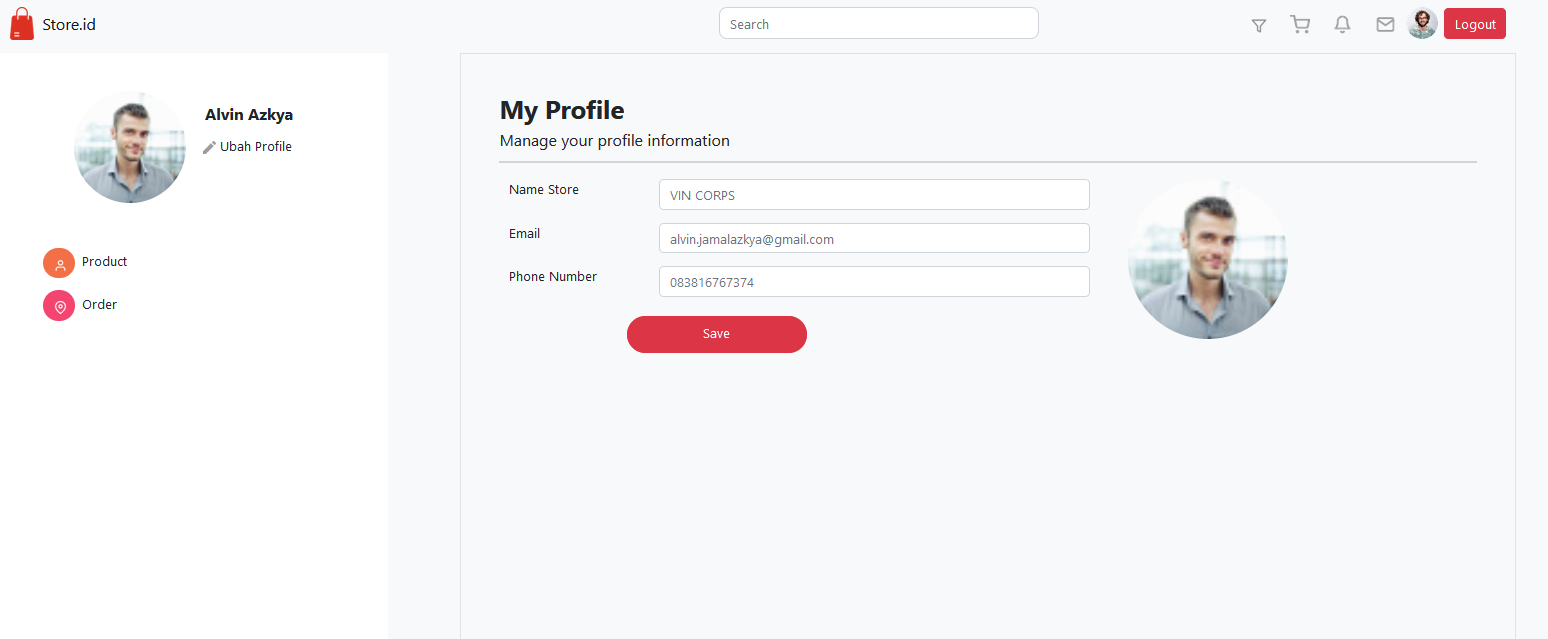 Store.id
Search
Logout
Alvin Azkya
Ubah Profile
Product
Order
My Profile
Manage your profile information
Name Store
VIN CORPS
Email
alvin.jamalazkya@gmail.com
Phone Number
083816767374
Save